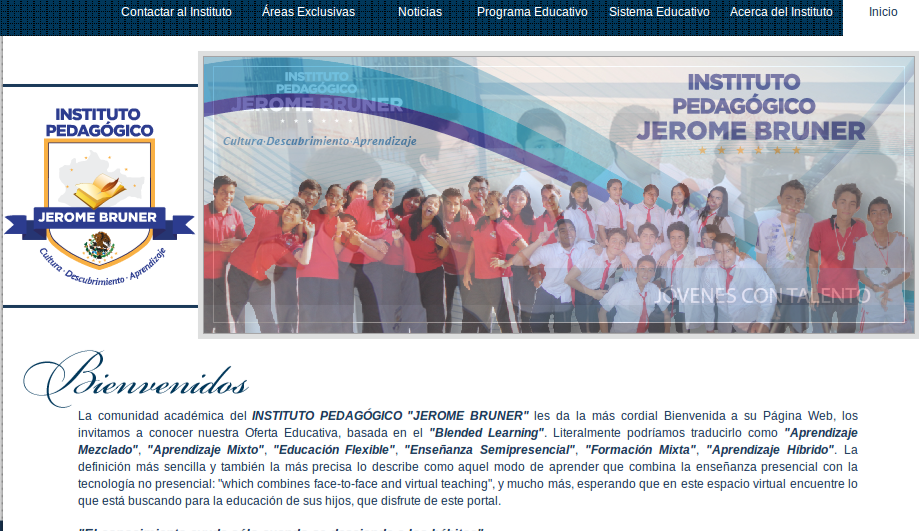 Contactar al Instituto Áreas Exclusivas Noticias Programa Educativo Sistema Educativo Acerca del Instituto Inicio
INSTITUTO
PEDAGÓGICO
JEROME BRUNER
Cultura · Descubrimiento · Aprendizaje
INSTITUTO
PEDAGÓGICO
JEROME BRUNER
Cultura·Descubrimiento·Aprendizaje
INSTITUTO
PEDAGÓGICO
JEROME BRUNER
JOVENES CON TALENTO
Bienvenidos
La comunidad académica del INSTITUTO PEDAGÓGICO "JEROME BRUNER" les da la más cordial Bienvenida a su Página Web, los
invitamos a conocer nuestra Oferta Educativa, basada en el "Blended Learning". Literalmente podríamos traducirlo como "Aprendizaje
Mezclado", "Aprendizaje Mixto", "Educación Flexible", "Enseñanza Semipresencial", "Formación Mixta", "Aprendizaje Híbrido". La
definición más sencilla y también la más precisa lo describe como aquel modo de aprender que combina la enseñanza presencial con la
tecnología no presencial: "which combines face-to-face and virtual teaching", y mucho más, esperando que en este espacio virtual encuentre lo
que está buscando para la educación de sus hijos, que disfrute de este portal.